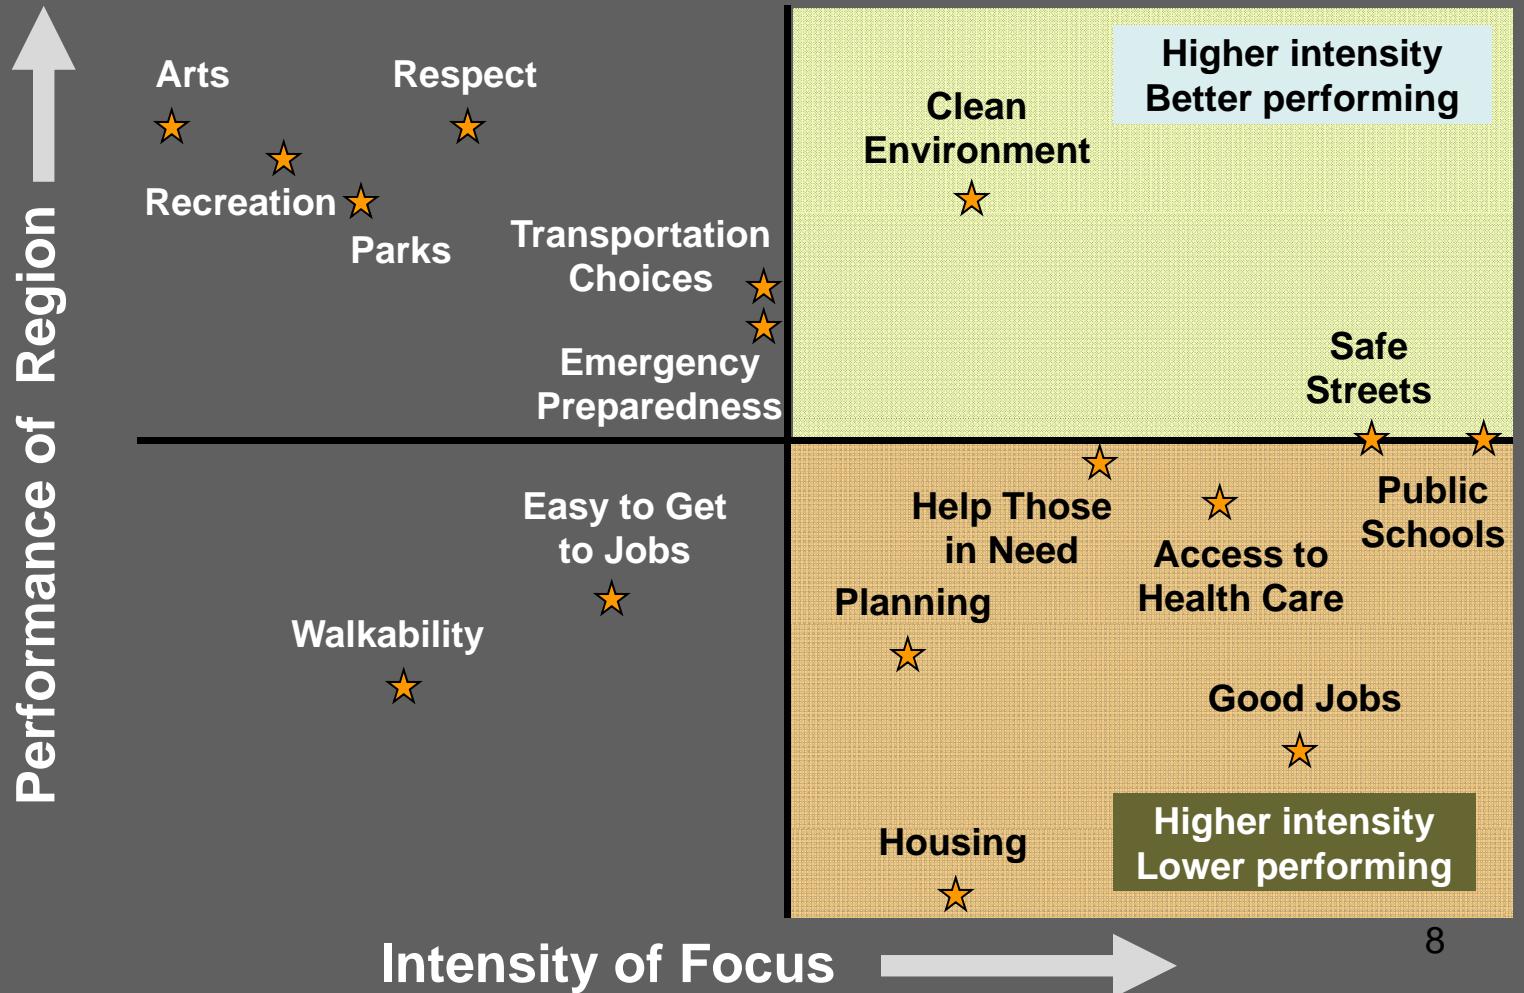 Performance of Region
Arts
Respect
Recreation
Parks
Transportation
Choices
Emergency
Preparedness
Clean
Environment
Higher intensity
Better performing
Safe
Streets
Easy to Get
to Jobs
Walkability
Help Those
in Need
Public
Schools
Access to
Health Care
Planning
Good Jobs
Housing
Higher intensity
Lower performing
Intensity of Focus
8